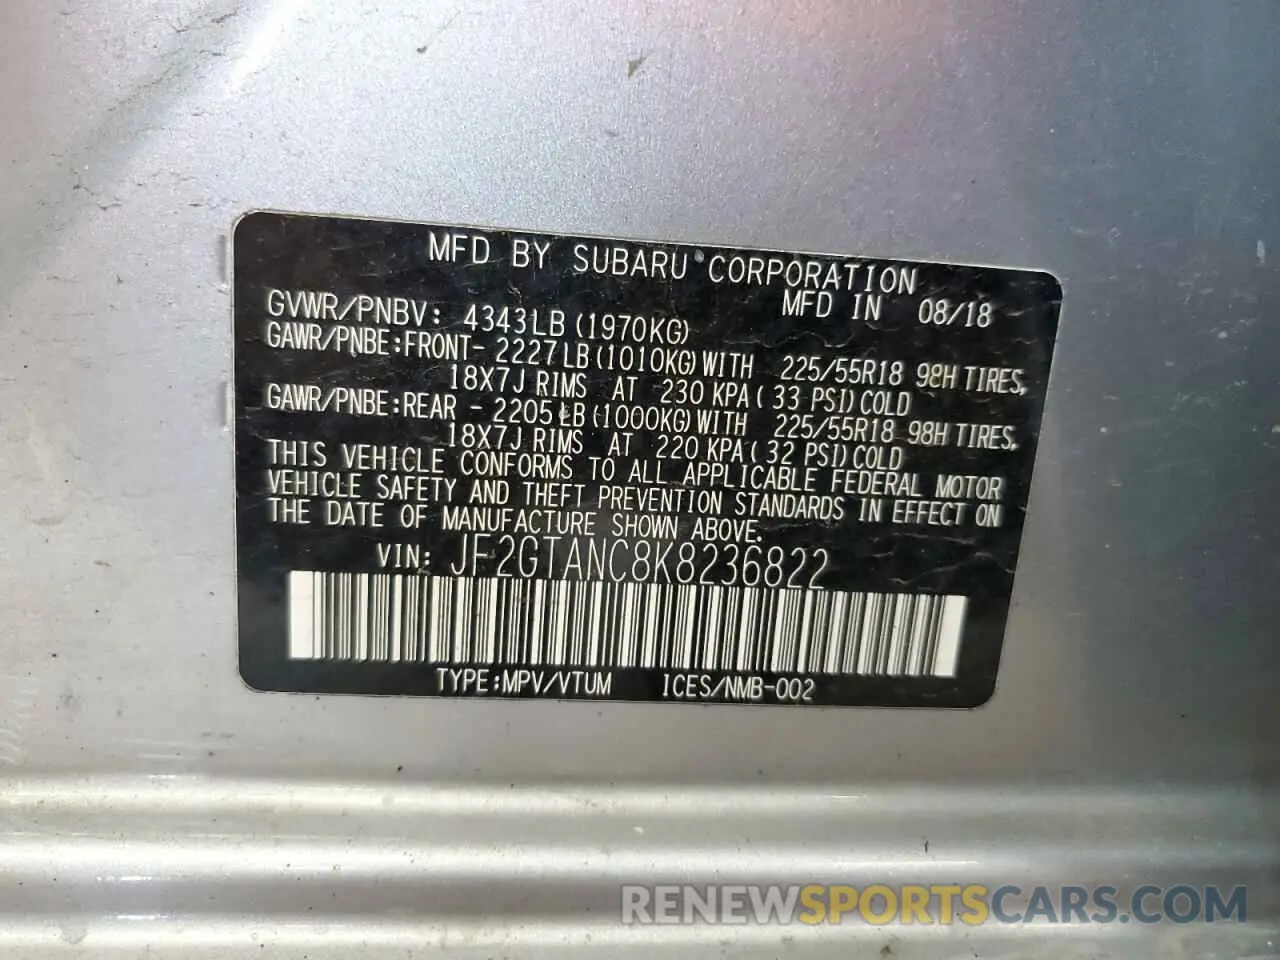 MFD BY SUBARU CORPORATION
MFD IN 08/18
GVWR/PNBV: 4343LB (1970KG)
GAWR/PNBE:FRONT- 2227LB (1010KG) WITH 225/55R18 98H TIRES,
18X7J RIMS AT 230 KPA ( 33 PSI) COLD
GAWR/PNBE:REAR - 2205 LB (1000KG) WITH 225/55R18 98H TIRES,
18X7J RIMS AT 220 KPA ( 32 PSI) COLD
THIS VEHICLE CONFORMS TO ALL APPLICABLE FEDERAL MOTOR
VEHICLE SAFETY AND THEFT PREVENTION STANDARDS IN EFFECT ON
THE DATE OF MANUFACTURE SHOWN ABOVE.
VIN: JF2GTANC8K8236822
TYPE:MPV/VTUM ICES/NMB-002
RENEWSPORTSCARS.COM